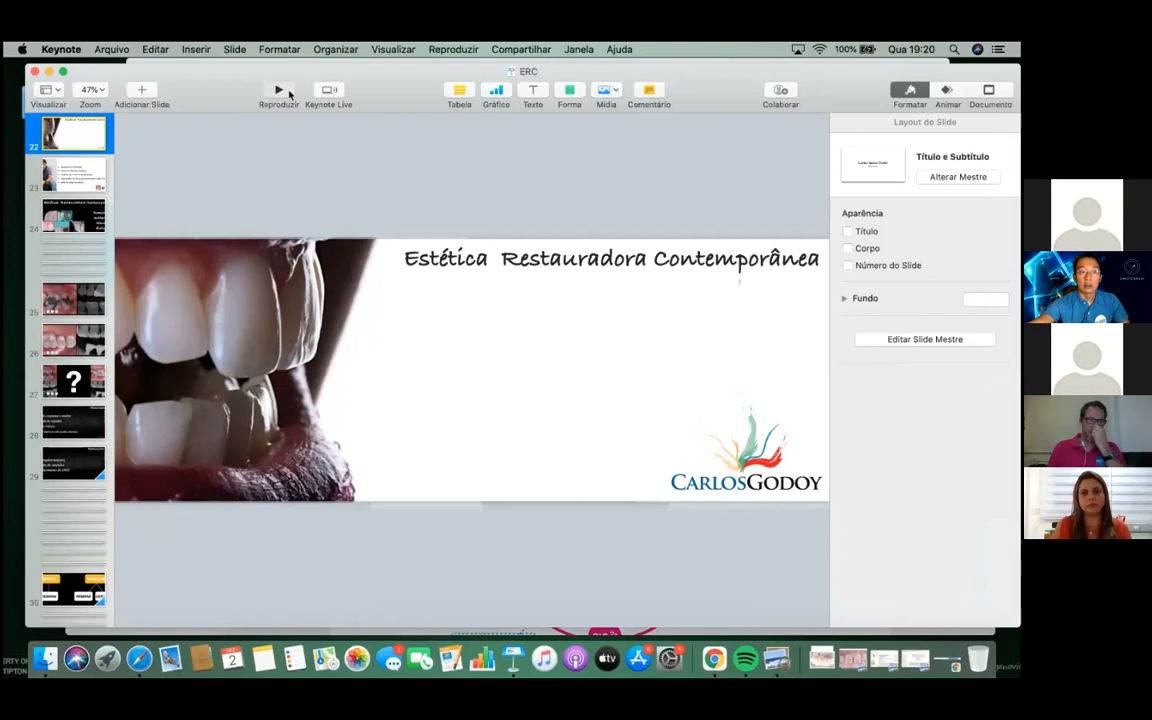 Keynote Arquivo Editar Inserir Slide Formatar Organizar Visualizar Reproduzir Compartilhar Janela Ajuda 100% Qua 19:20
ERC
47%
Visualizar Zoom Adicionar Slide Reproduzir Keynote Live Tabela Gráfico Texto Forma Mídia Comentário Colaborar Formatar Animar Documento
Layout do Slide
Título e Subtítulo
Alterar Mestre
Aparência
Título
Corpo
Número do Slide
Fundo
Editar Slide Mestre
22
23
24
25
26
27
?
28
29
30
Estética Restauradora Contemporânea
CARLOSGODOY
2
tv
TIPTON